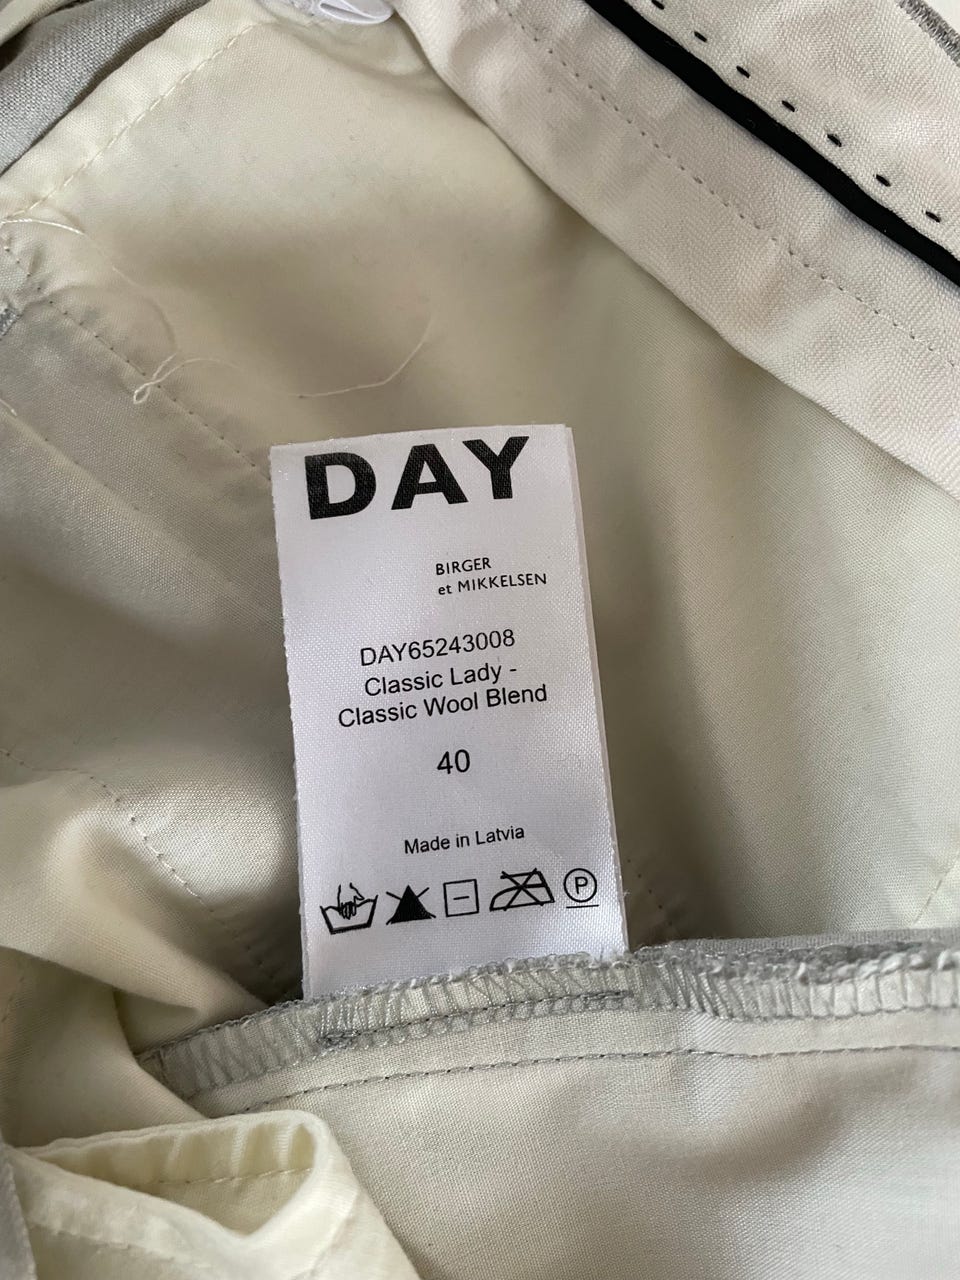 DAY
BIRGER
et MIKKELSEN
DAY65243008
Classic Lady -
Classic Wool Blend
40
Made in Latvia
P